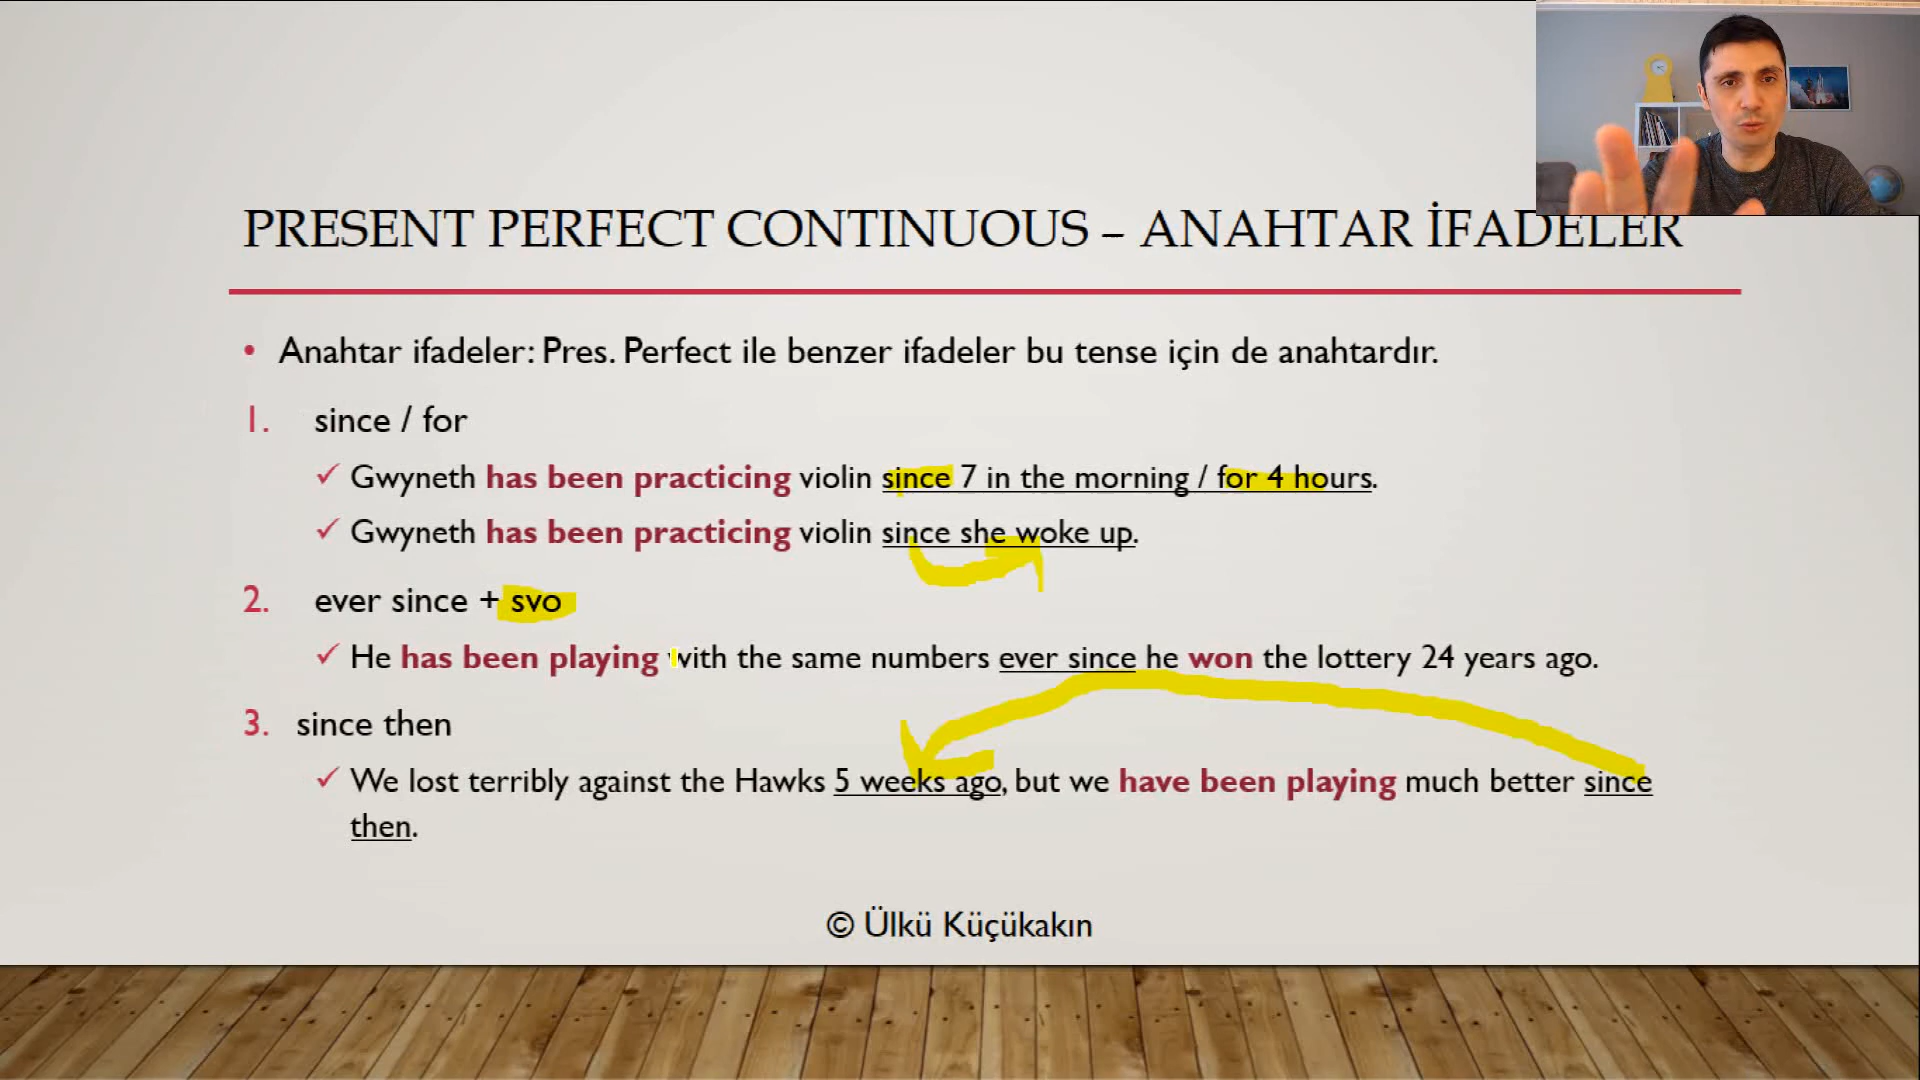 PRESENT PERFECT CONTINUOUS – ANAHTAR İFADELER
• Anahtar ifadeler: Pres. Perfect ile benzer ifadeler bu tense için de anahtardır.
1. since / for
✓ Gwyneth has been practicing violin since 7 in the morning / for 4 hours.
✓ Gwyneth has been practicing violin since she woke up.
2. ever since + svo
✓ He has been playing with the same numbers ever since he won the lottery 24 years ago.
3. since then
✓ We lost terribly against the Hawks 5 weeks ago, but we have been playing much better since
then.
© Ülkü Küçükakın